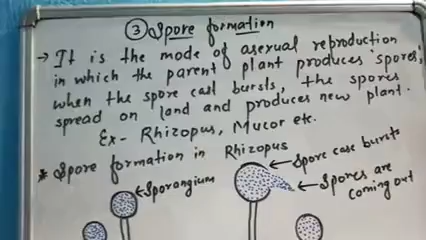 ③ Spore formation
→ It is the mode of asexual reproduction
in which the parent plant produces 'spores',
when the spore case bursts, the spores
spread on land and produces new plant.
Ex- Rhizopus, Mucor etc.
* Spore formation in Rhizopus
Sporangium
Spore case bursts
Spores are
coming out